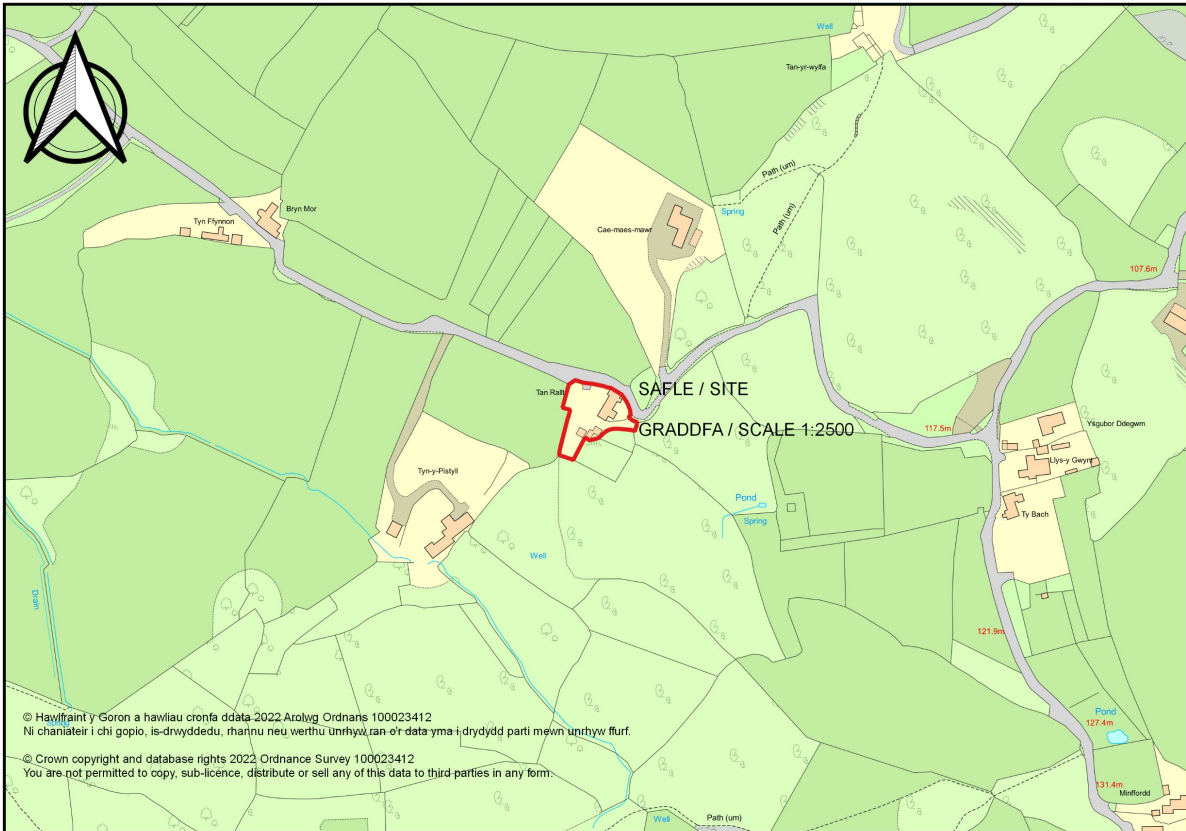 Well
Tan-yr-wylfa
Path (um)
Bryn Mor
Tyn Ffynnon
Spring
Path (um)
Cae-maes-mawr
107.6m
Tan Rallt
SAFLE / SITE
GRADDFA / SCALE 1:2500
117.5m
Ysgubor Ddegwm
Llys-y Gwynt
Tyn-y-Pistyll
Pond
Spring
Ty Bach
Well
Drain
121.9m
Pond
127.4m
© Hawlfraint y Goron a hawliau cronfa ddata 2022 Arolwg Ordnans 100023412
Spring
Ni chaniateir i chi gopio, is-drwyddedu, rhannu neu werthu unrhyw ran o'r data yma i drydydd parti mewn unrhyw ffurf.
© Crown copyright and database rights 2022 Ordnance Survey 100023412
You are not permitted to copy, sub-licence, distribute or sell any of this data to third parties in any form.
131.4m
Minffordd
Well
Path (um)